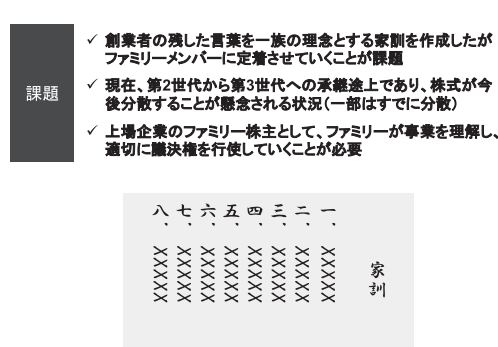 課題
✓ 創業者の残した言葉を一族の理念とする家訓を作成したが
ファミリーメンバーに定着させていくことが課題
✓ 現在、第2世代から第3世代への承継途上であり、株式が今
後分散することが懸念される状況（一部はすでに分散）
✓ 上場企業のファミリー株主として、ファミリーが事業を理解し、
適切に議決権を行使していくことが必要
家訓
一、XXXXX
二、XXXXX
三、XXXXX
四、XXXXX
五、XXXXX
六、XXXXX
七、XXXXX
八、XXXXX